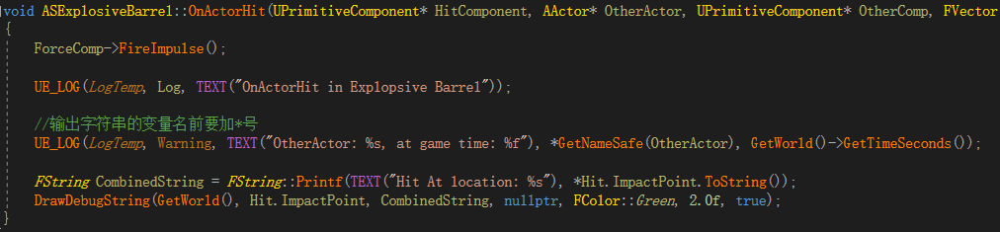 void ASExplosiveBarrel::OnActorHit(UPrimitiveComponent* HitComponent, AActor* OtherActor, UPrimitiveComponent* OtherComp, FVector
{
ForceComp->FireImpulse();
UE_LOG(LogTemp, Log, TEXT("OnActorHit in Explopsive Barrel"));
//输出字符串的变量名前要加*号
UE_LOG(LogTemp, Warning, TEXT("OtherActor: %s, at game time: %f"), *GetNameSafe(OtherActor), GetWorld()->GetTimeSeconds());
FString CombinedString = FString::Printf(TEXT("Hit At location: %s"), *Hit.ImpactPoint.ToString());
DrawDebugString(GetWorld(), Hit.ImpactPoint, CombinedString, nullptr, FColor::Green, 2.0f, true);
}